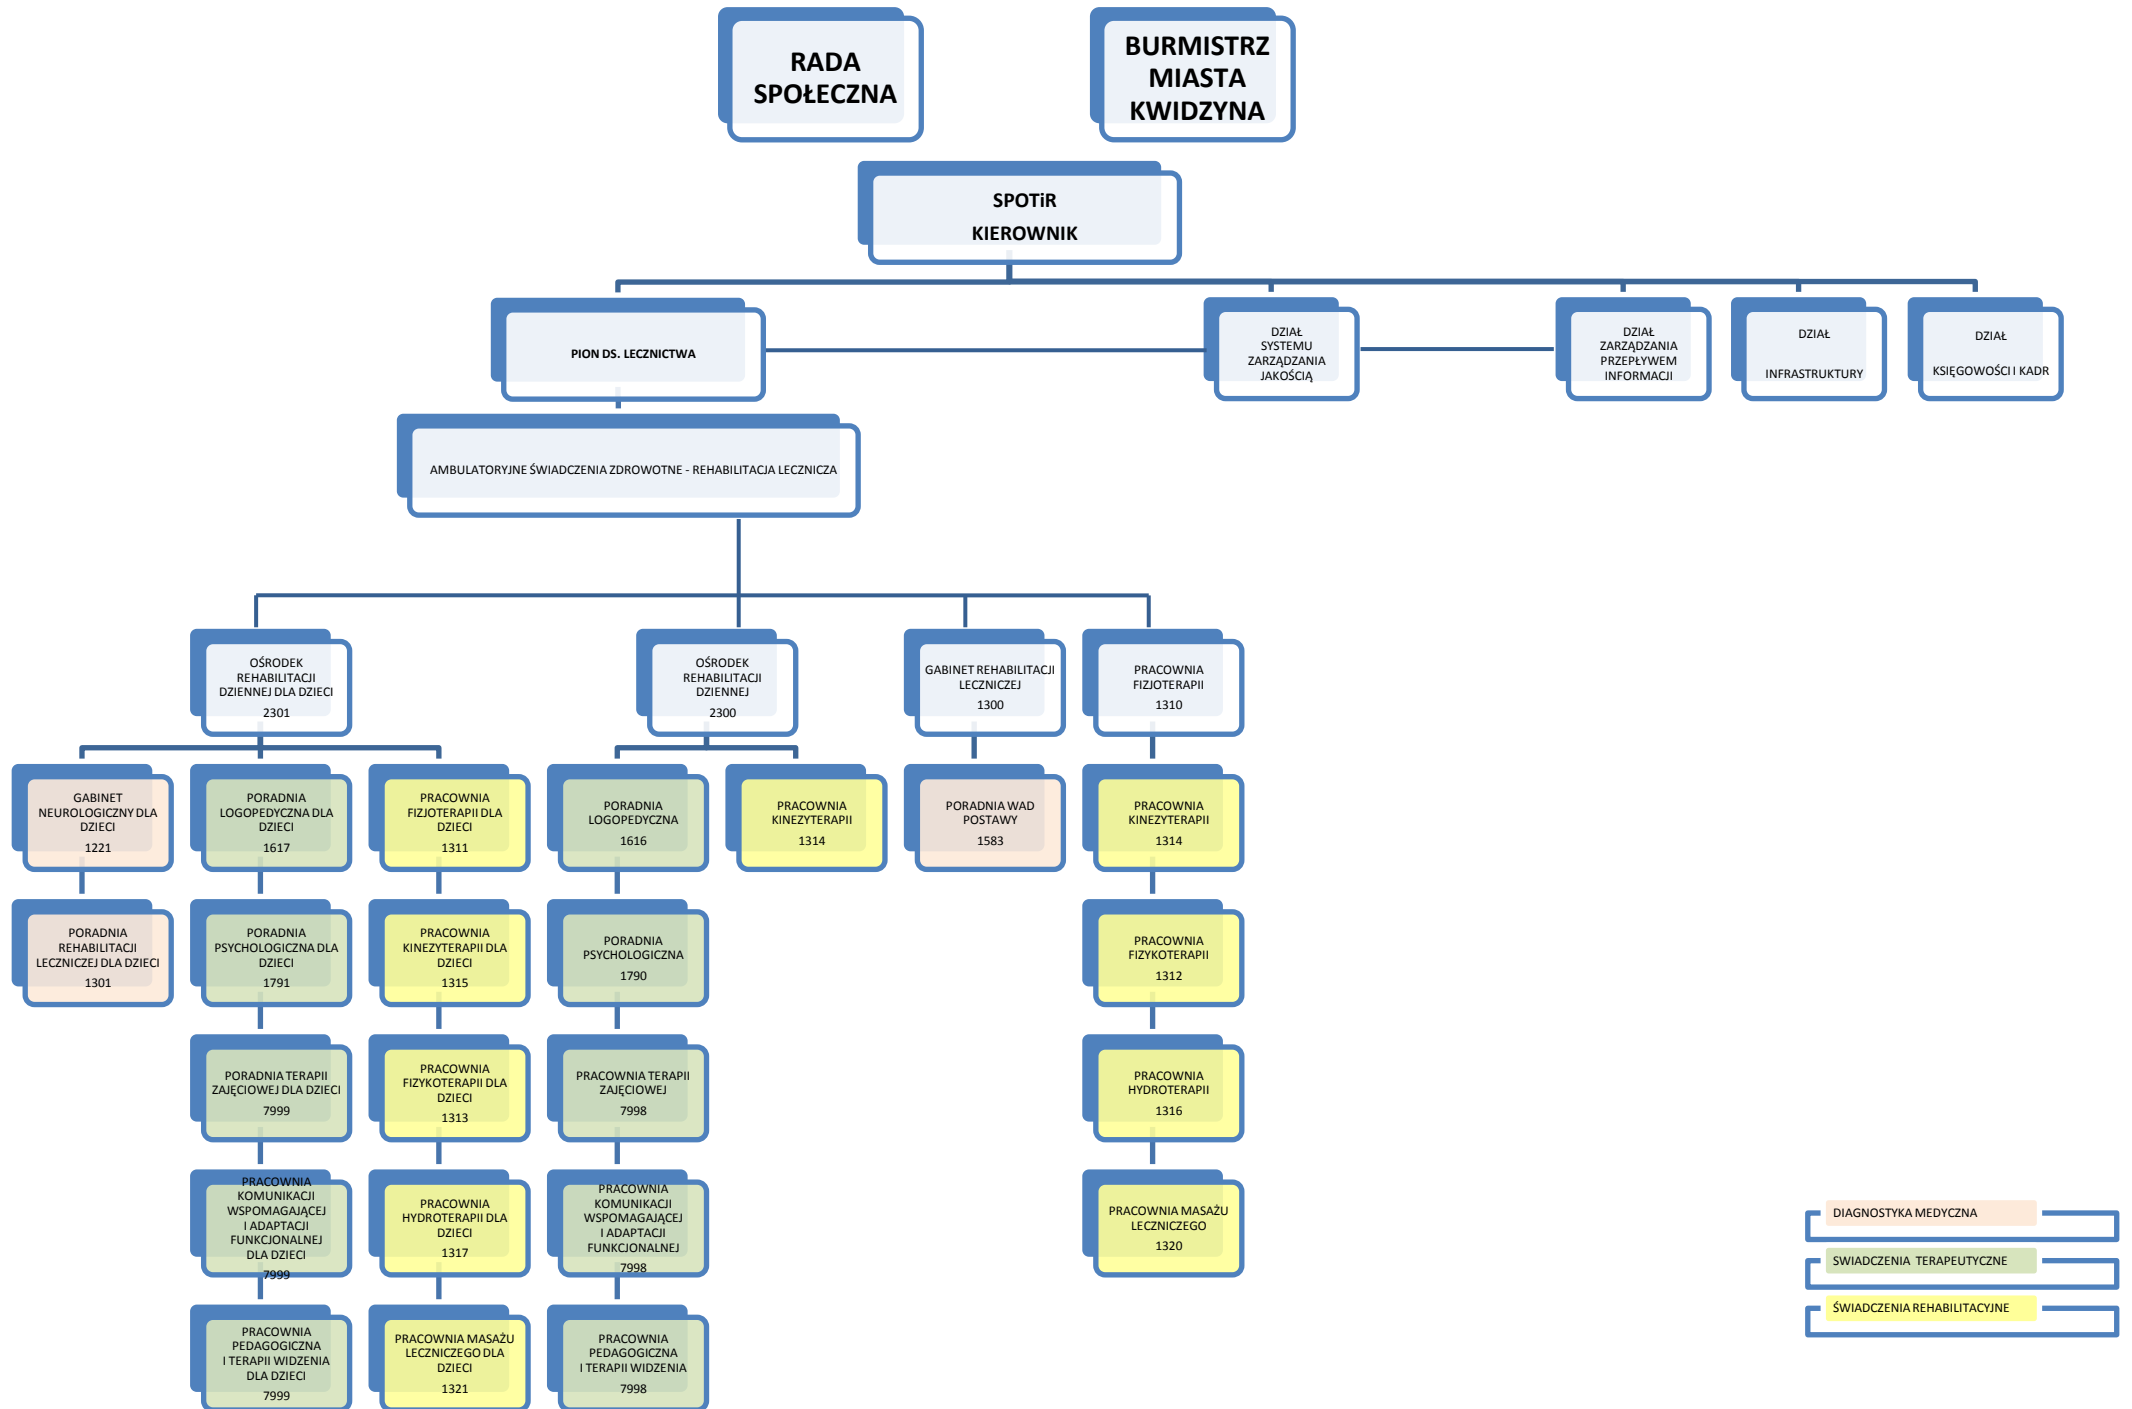 RADA
SPOŁECZNA
BURMISTRZ
MIASTA
KWIDZYNA
SPOTiR
KIEROWNIK
PION DS. LECZNICTWA
DZIAŁ
SYSTEMU
ZARZĄDZANIA
JAKOŚCIĄ
DZIAŁ
ZARZĄDZANIA
PRZEPŁYWEM
INFORMACJI
DZIAŁ
INFRASTRUKTURY
DZIAŁ
KSIĘGOWOŚCI I KADR
AMBULATORYJNE ŚWIADCZENIA ZDROWOTNE - REHABILITACJA LECZNICZA
OŚRODEK
REHABILITACJI
DZIENNEJ DLA DZIECI
2301
OŚRODEK
REHABILITACJI
DZIENNEJ
2300
GABINET REHABILITACJI
LECZNICZEJ
1300
PRACOWNIA
FIZJOTERAPII
1310
GABINET
NEUROLOGICZNY DLA
DZIECI
1221
PORADNIA
LOGOPEDYCZNA DLA
DZIECI
1617
PRACOWNIA
FIZJOTERAPII DLA
DZIECI
1311
PORADNIA
LOGOPEDYCZNA
1616
PRACOWNIA
KINEZYTERAPII
1314
PORADNIA WAD
POSTAWY
1583
PRACOWNIA
KINEZYTERAPII
1314
PORADNIA
REHABILITACJI
LECZNICZEJ DLA DZIECI
1301
PORADNIA
PSYCHOLOGICZNA DLA
DZIECI
1791
PRACOWNIA
KINEZYTERAPII DLA
DZIECI
1315
PORADNIA
PSYCHOLOGICZNA
1790
PRACOWNIA
FIZYKOTERAPII
1312
PORADNIA TERAPII
ZAJĘCIOWEJ DLA DZIECI
7999
PRACOWNIA
FIZYKOTERAPII DLA
DZIECI
1313
PRACOWNIA TERAPII
ZAJĘCIOWEJ
7998
PRACOWNIA
HYDROTERAPII
1316
PRACOWNIA
KOMUNIKACJI
WSPOMAGAJĄCEJ
I ADAPTACJI
FUNKCJONALNEJ
DLA DZIECI
7999
PRACOWNIA
HYDROTERAPII DLA
DZIECI
1317
PRACOWNIA
KOMUNIKACJI
WSPOMAGAJĄCEJ
I ADAPTACJI
FUNKCJONALNEJ
7998
PRACOWNIA MASAŻU
LECZNICZEGO
1320
PRACOWNIA
PEDAGOGICZNA
I TERAPII WIDZENIA
DLA DZIECI
7999
PRACOWNIA MASAŻU
LECZNICZEGO DLA
DZIECI
1321
PRACOWNIA
PEDAGOGICZNA
I TERAPII WIDZENIA
7998
DIAGNOSTYKA MEDYCZNA
SWIADCZENIA TERAPEUTYCZNE
ŚWIADCZENIA REHABILITACYJNE